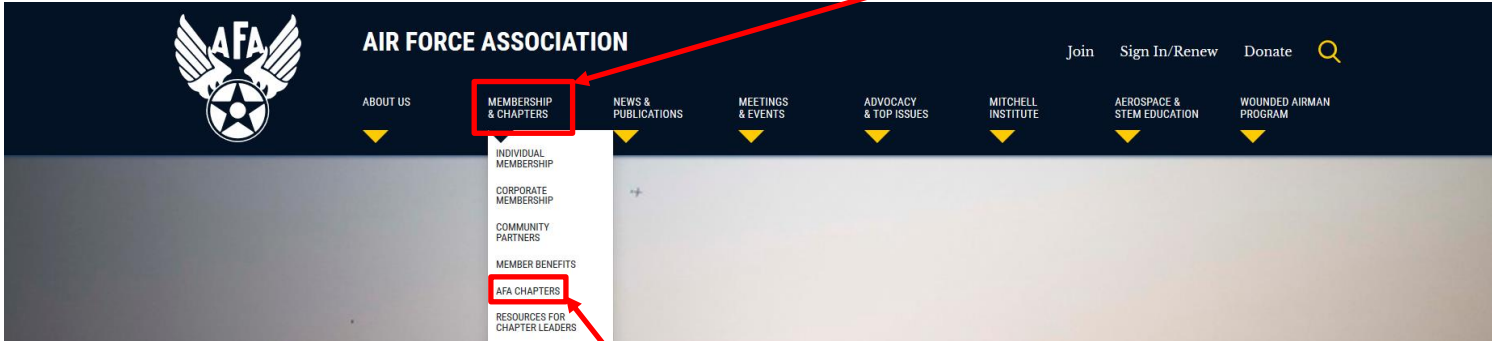 AFA
AIR FORCE ASSOCIATION
Join Sign In/Renew Donate
ABOUT US
MEMBERSHIP
& CHAPTERS
NEWS &
PUBLICATIONS
MEETINGS
& EVENTS
ADVOCACY
& TOP ISSUES
MITCHELL
INSTITUTE
AEROSPACE &
STEM EDUCATION
WOUNDED AIRMAN
PROGRAM
INDIVIDUAL
MEMBERSHIP
CORPORATE
MEMBERSHIP
COMMUNITY
PARTNERS
MEMBER BENEFITS
AFA CHAPTERS
RESOURCES FOR
CHAPTER LEADERS